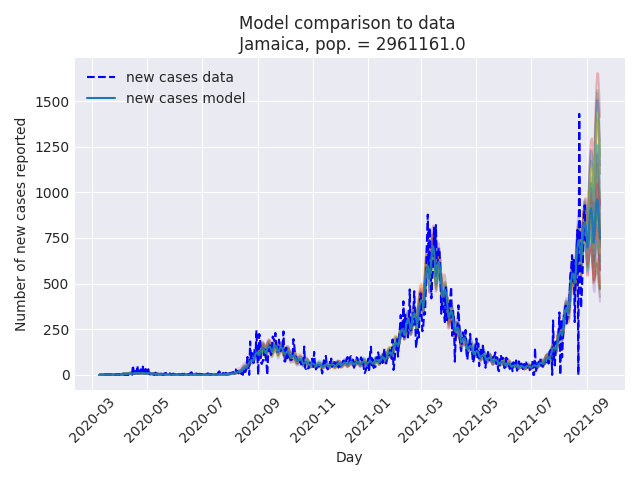 Model comparison to data
Jamaica, pop. = 2961161.0
new cases data
new cases model
Number of new cases reported
1500
1250
1000
750
500
250
0
2020-03
2020-05
2020-07
2020-09
2020-11
2021-01
2021-03
2021-05
2021-07
2021-09
Day